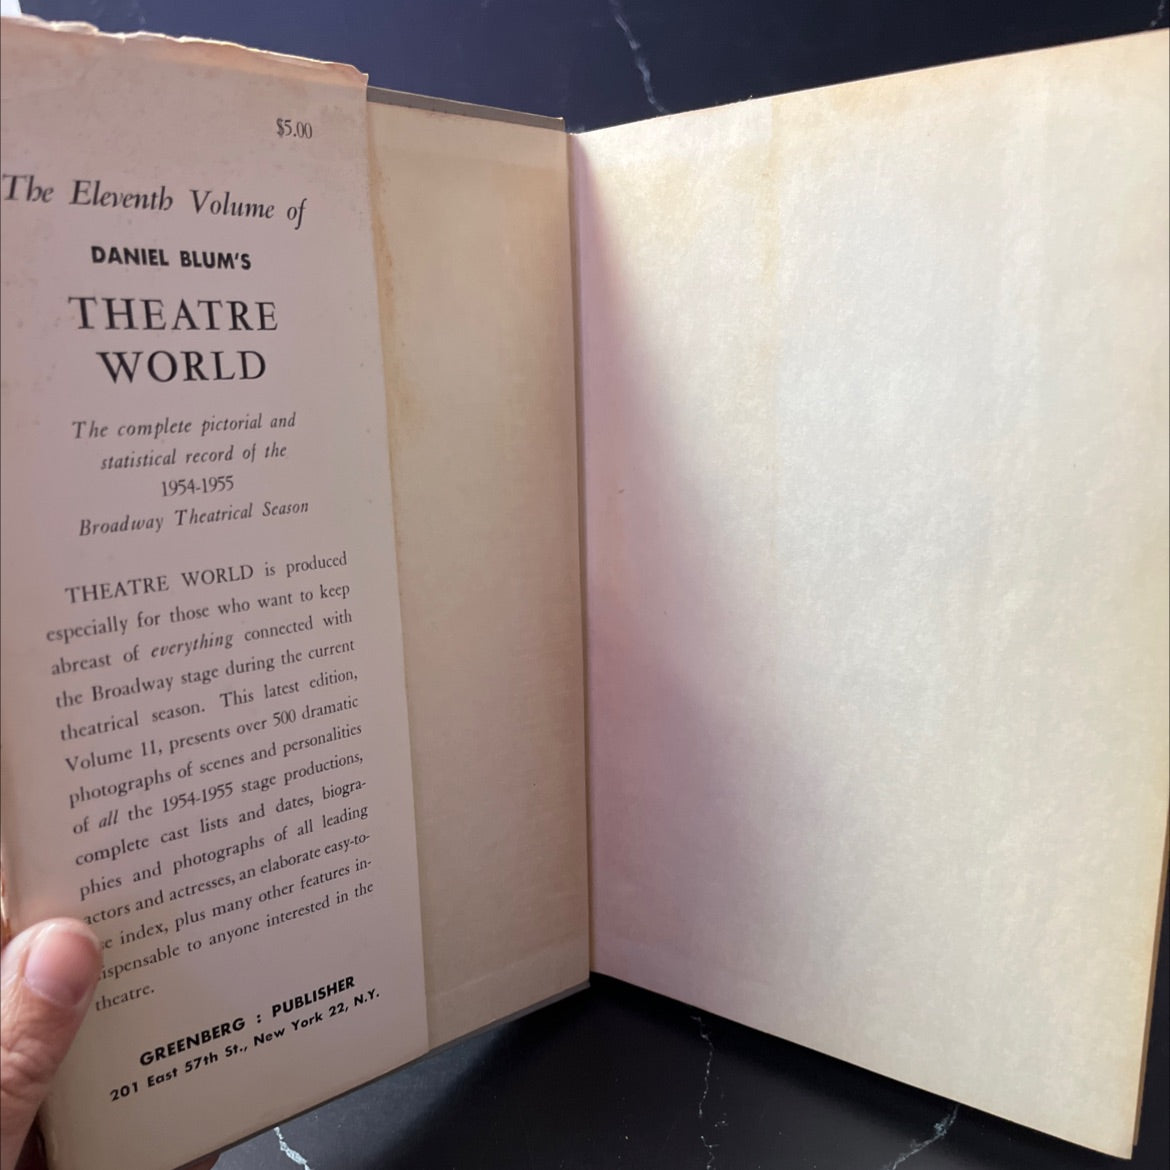 $5.00
The Eleventh Volume of
DANIEL BLUM'S
THEATRE
WORLD
The complete pictorial and
statistical record of the
1954-1955
Broadway Theatrical Season
THEATRE WORLD is produced
especially for those who want to keep
abreast of everything connected with
the Broadway stage during the current
theatrical season. This latest edition,
Volume 11, presents over 500 dramatic
photographs of scenes and personalities
of all the 1954-1955 stage productions,
complete cast lists and dates, biogra-
phies and photographs of all leading
actors and actresses, an elaborate easy-to-
index, plus many other features in-
ispensable to anyone interested in the
theatre.
GREENBERG : PUBLISHER
201 East 57th St., New York 22, N.Y.